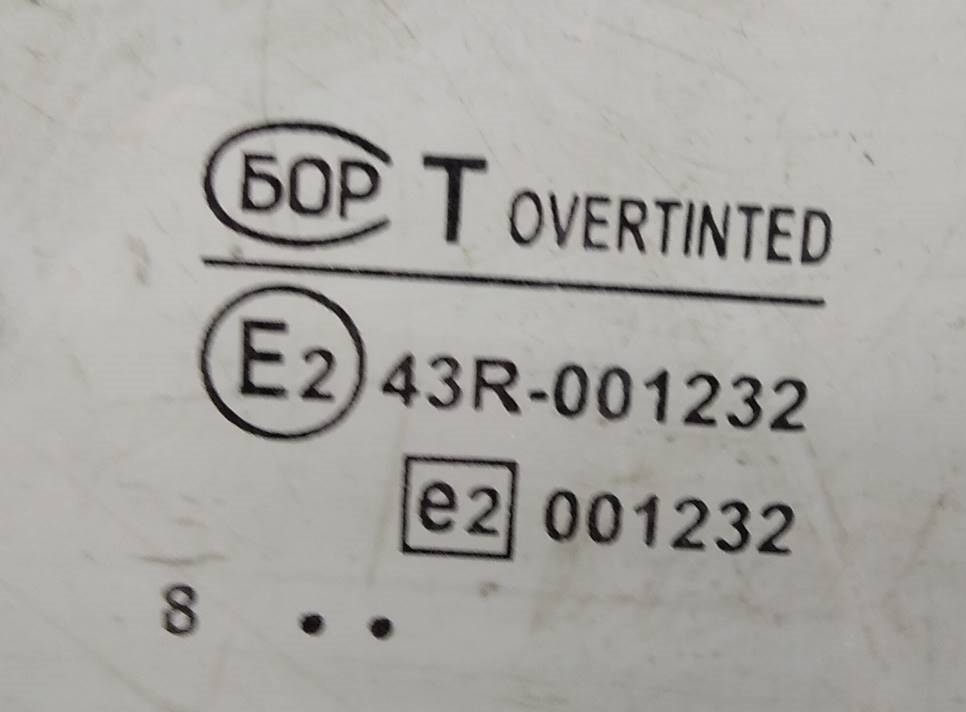 БОР T OVERTINTED
E2 43R-001232
e2 001232
8 ••